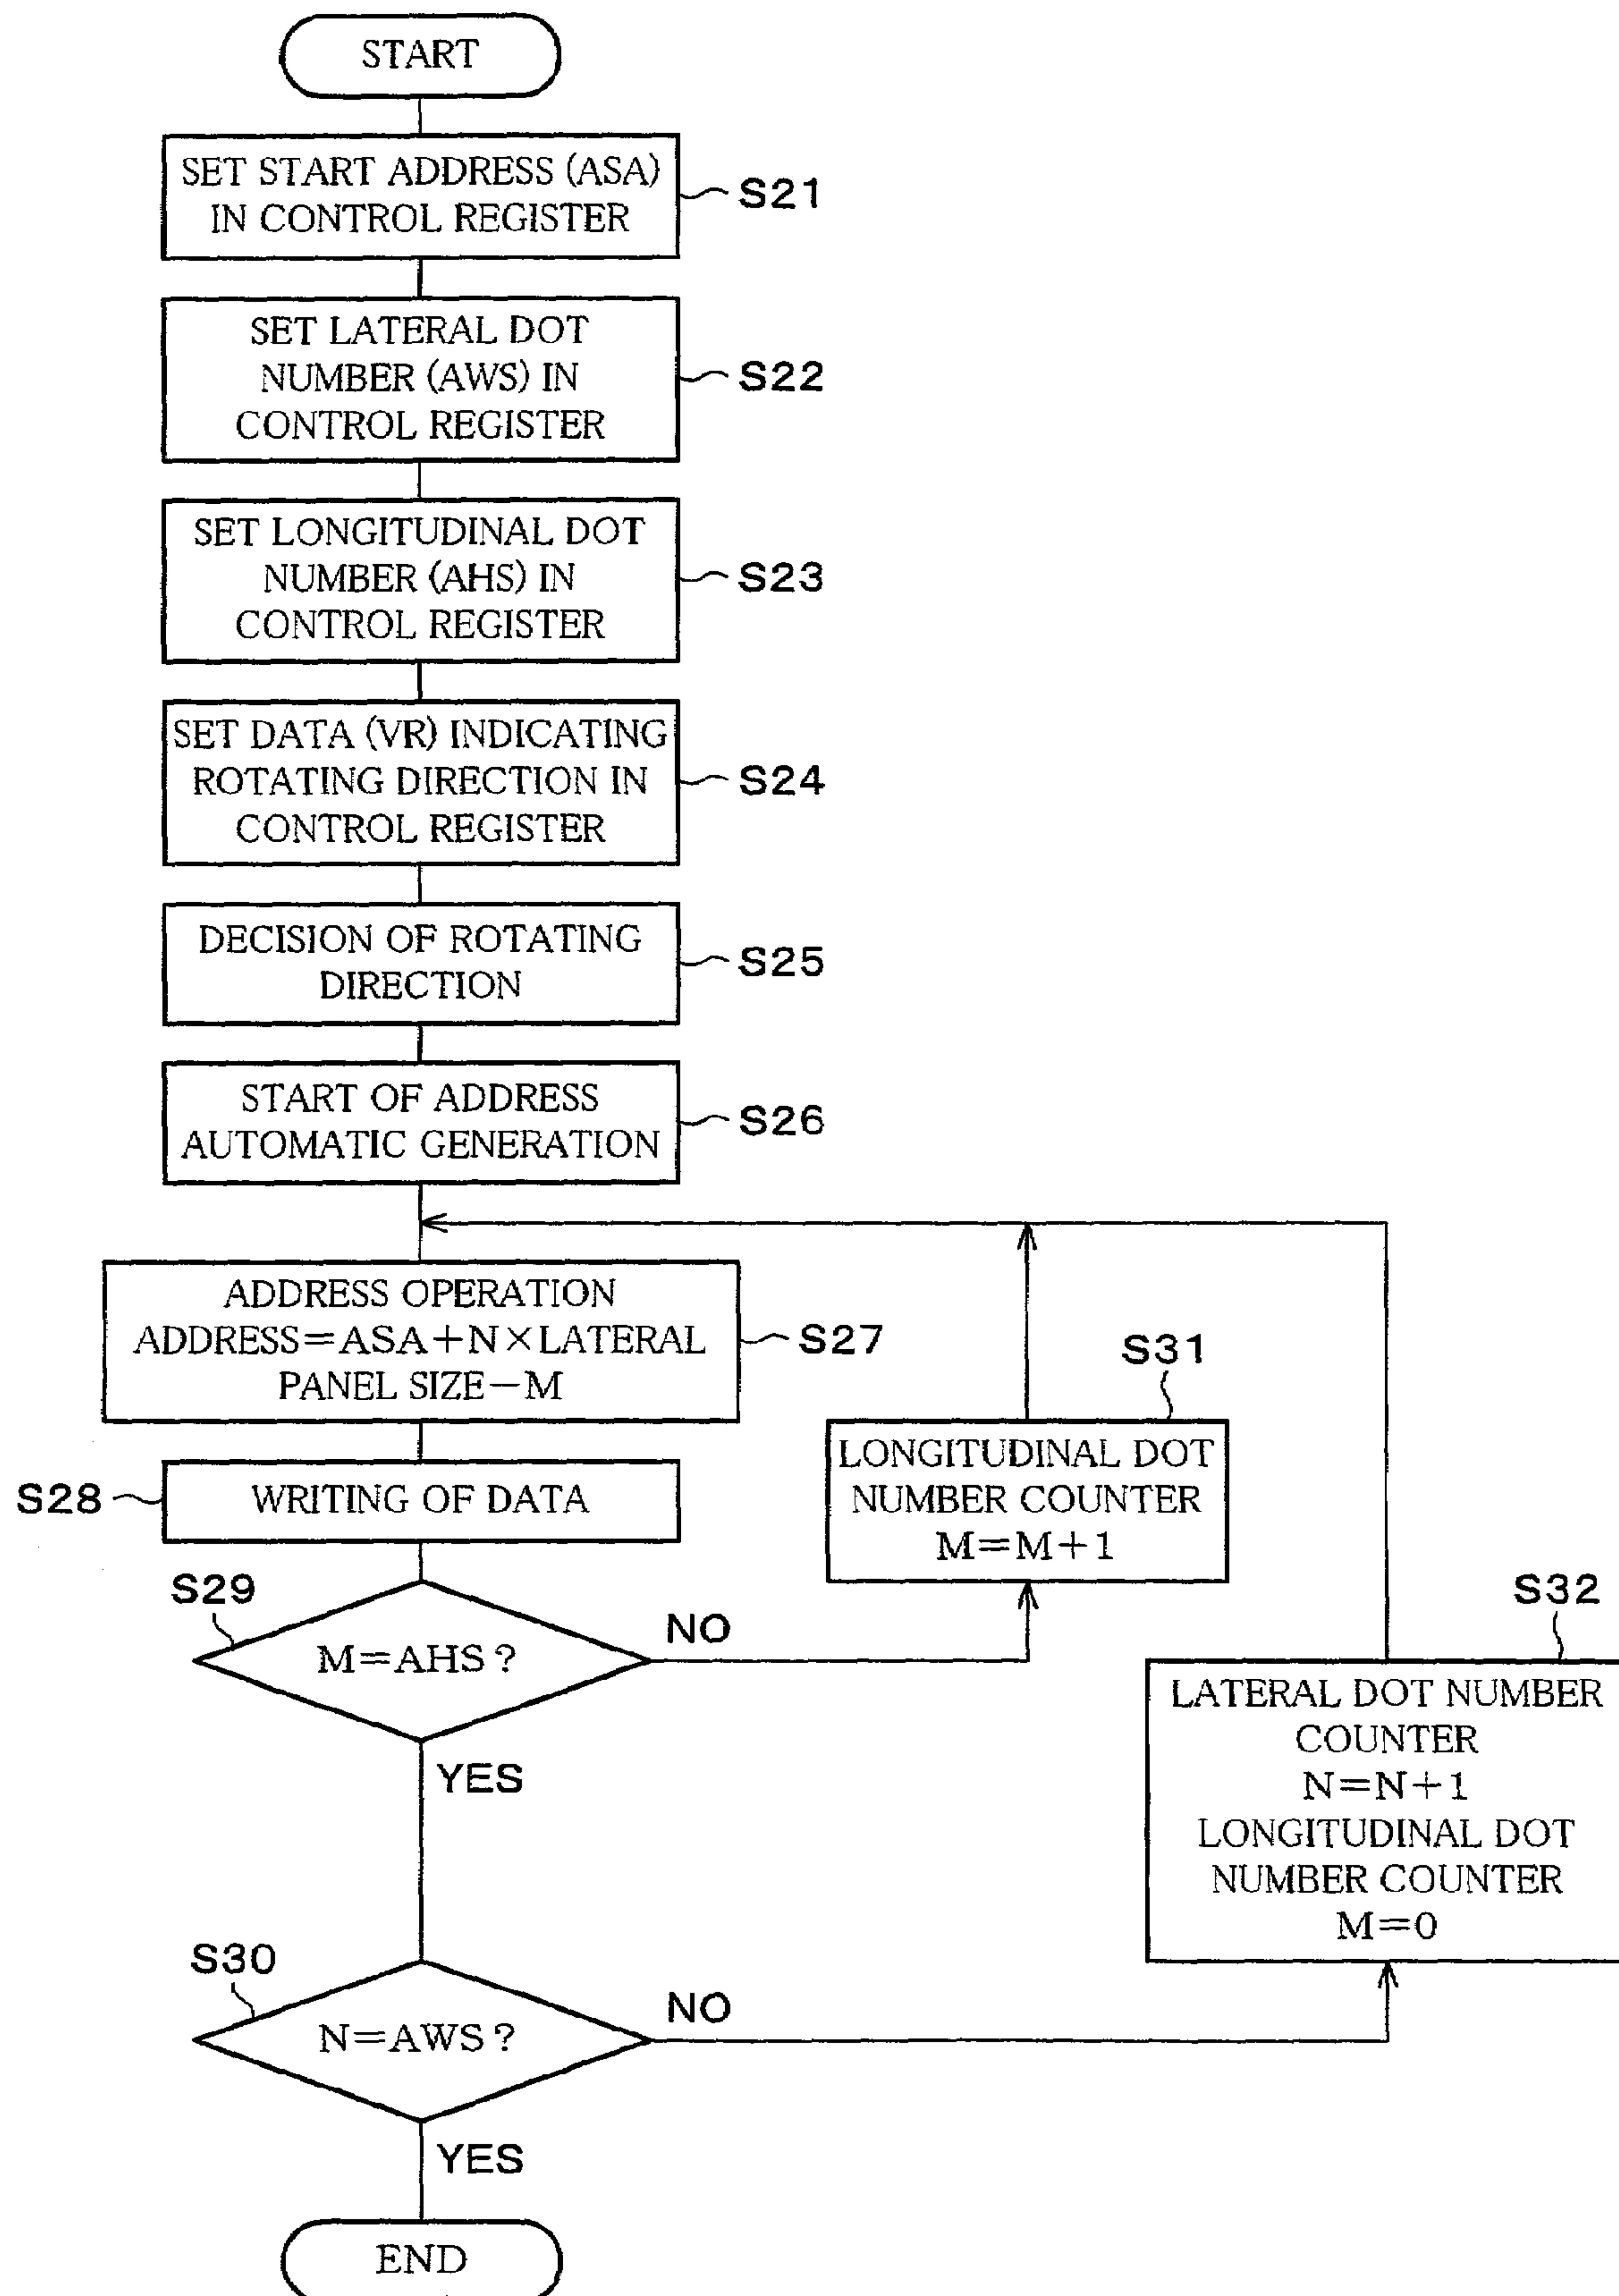 START
SET START ADDRESS (ASA)
IN CONTROL REGISTER
S21
SET LATERAL DOT
NUMBER (AWS) IN
CONTROL REGISTER
S22
SET LONGITUDINAL DOT
NUMBER (AHS) IN
CONTROL REGISTER
S23
SET DATA (VR) INDICATING
ROTATING DIRECTION IN
CONTROL REGISTER
S24
DECISION OF ROTATING
DIRECTION
S25
START OF ADDRESS
AUTOMATIC GENERATION
S26
ADDRESS OPERATION
ADDRESS=ASA+N×LATERAL
PANEL SIZE−M
S27
S28
WRITING OF DATA
S31
LONGITUDINAL DOT
NUMBER COUNTER
M=M+1
S29
M=AHS?
NO
YES
S32
LATERAL DOT NUMBER
COUNTER
N=N+1
LONGITUDINAL DOT
NUMBER COUNTER
M=0
S30
N=AWS?
NO
YES
END